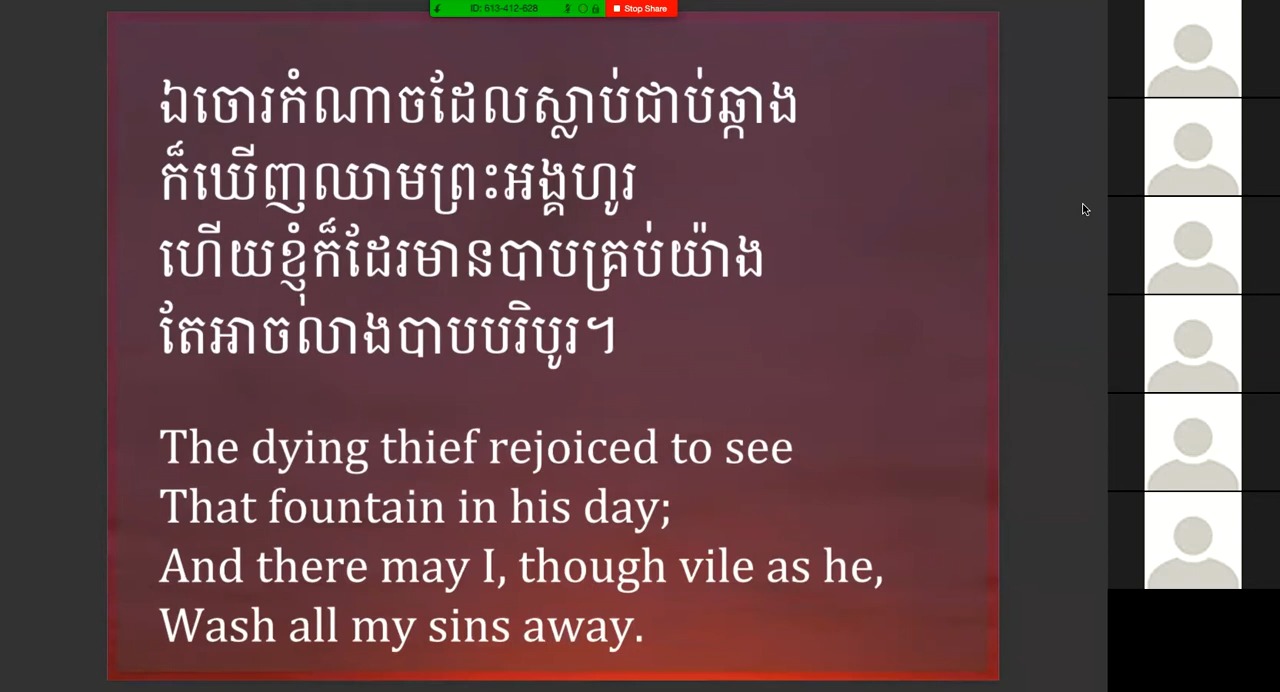 ID: 613-412-628
Stop Share
ឯចោរកំណាចដែលស្លាប់ជាប់ឆ្កាង
ក៏ឃើញឈាមព្រះអង្គហូរ
ហើយខ្ញុំក៏ដែរមានបាបគ្រប់យ៉ាង
តែអាចលាងបាបបរិបូរ។
The dying thief rejoiced to see
That fountain in his day;
And there may I, though vile as he,
Wash all my sins away.